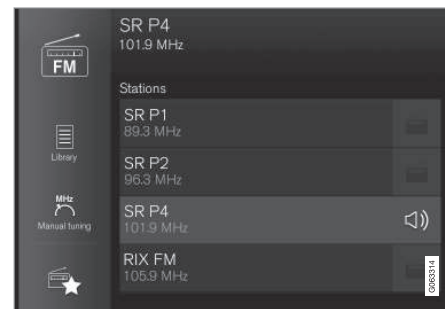 FM
Library
MHz
Manual tuning
SR P4
101.9 MHz
Stations
SR P1
89.3 MHz
SR P2
96.3 MHz
SR P4
101.9 MHz
RIX FM
105.9 MHz
G063314